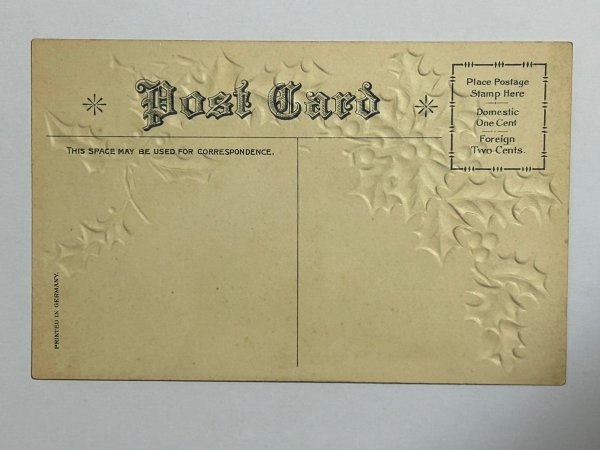 Post Card
Place Postage
Stamp Here
Domestic
One Cent
Foreign
Two Cents.
THIS SPACE MAY BE USED FOR CORRESPONDENCE.
PRINTED IN GERMANY.